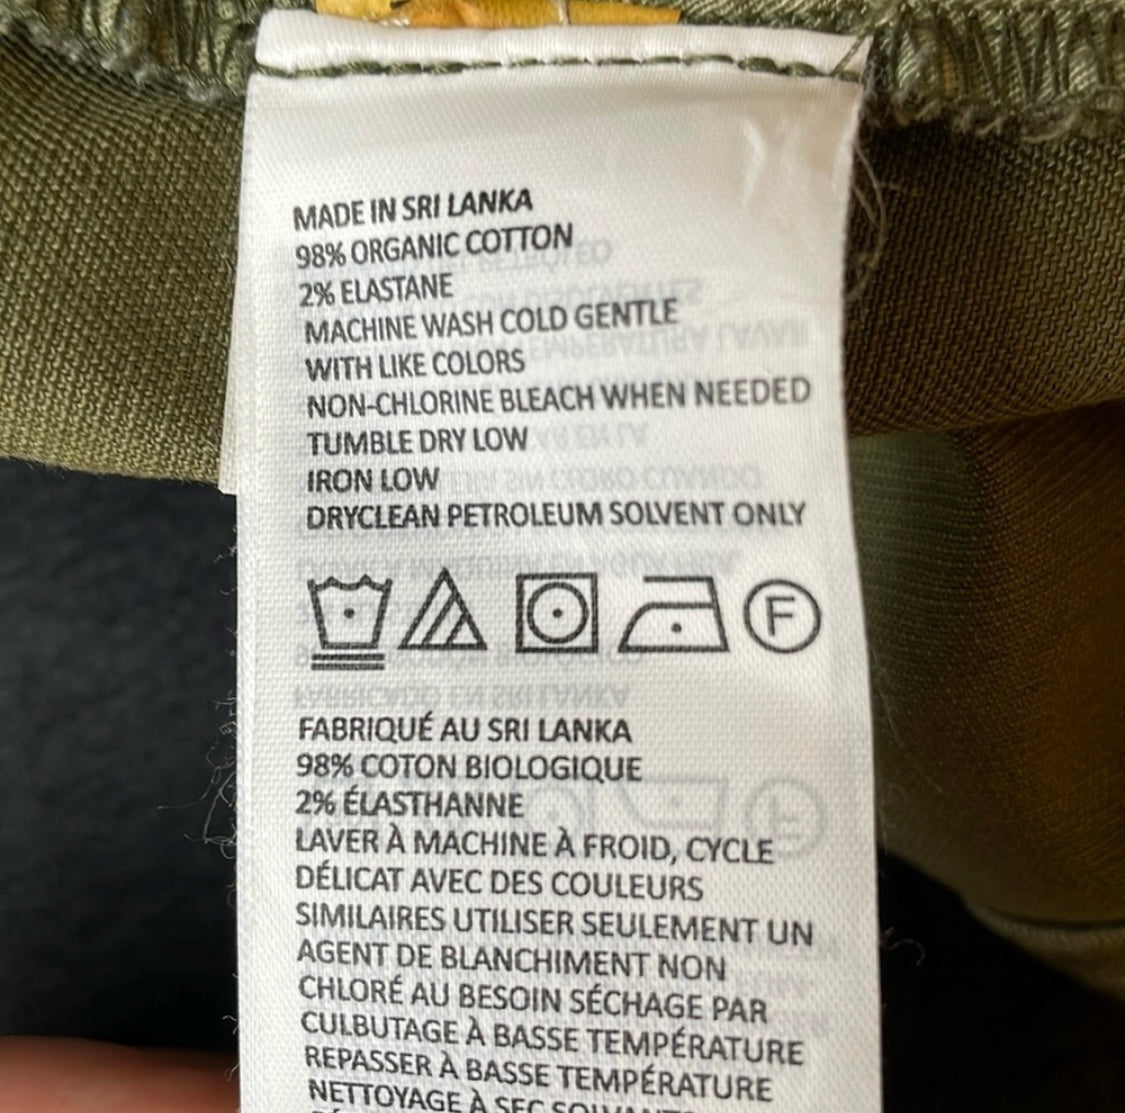 MADE IN SRI LANKA
98% ORGANIC COTTON
2% ELASTANE
MACHINE WASH COLD GENTLE
WITH LIKE COLORS
NON-CHLORINE BLEACH WHEN NEEDED
TUMBLE DRY LOW
IRON LOW
DRYCLEAN PETROLEUM SOLVENT ONLY
F
FABRIQUÉ AU SRI LANKA
98% COTON BIOLOGIQUE
2% ÉLASTHANNE
LAVER À MACHINE À FROID, CYCLE
DÉLICAT AVEC DES COULEURS
SIMILAIRES UTILISER SEULEMENT UN
AGENT DE BLANCHIMENT NON
CHLORÉ AU BESOIN SÉCHAGE PAR
CULBUTAGE À BASSE TEMPÉRATURE
REPASSER À BASSE TEMPÉRATURE
NETTOYAGE À SEC